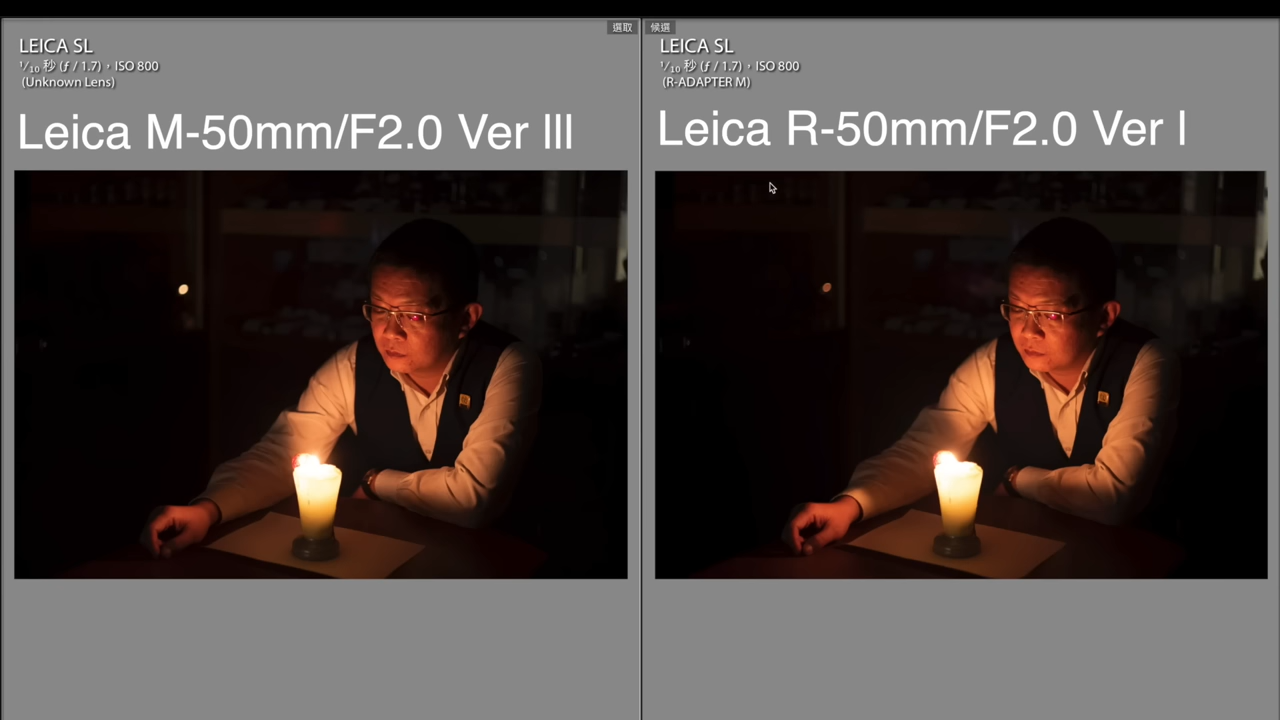 選取
LEICA SL
1/10 秒 (ƒ / 1.7)，ISO 800
(Unknown Lens)
Leica M-50mm/F2.0 Ver III
候選
LEICA SL
1/10 秒 (ƒ / 1.7)，ISO 800
(R-ADAPTER M)
Leica R-50mm/F2.0 Ver I